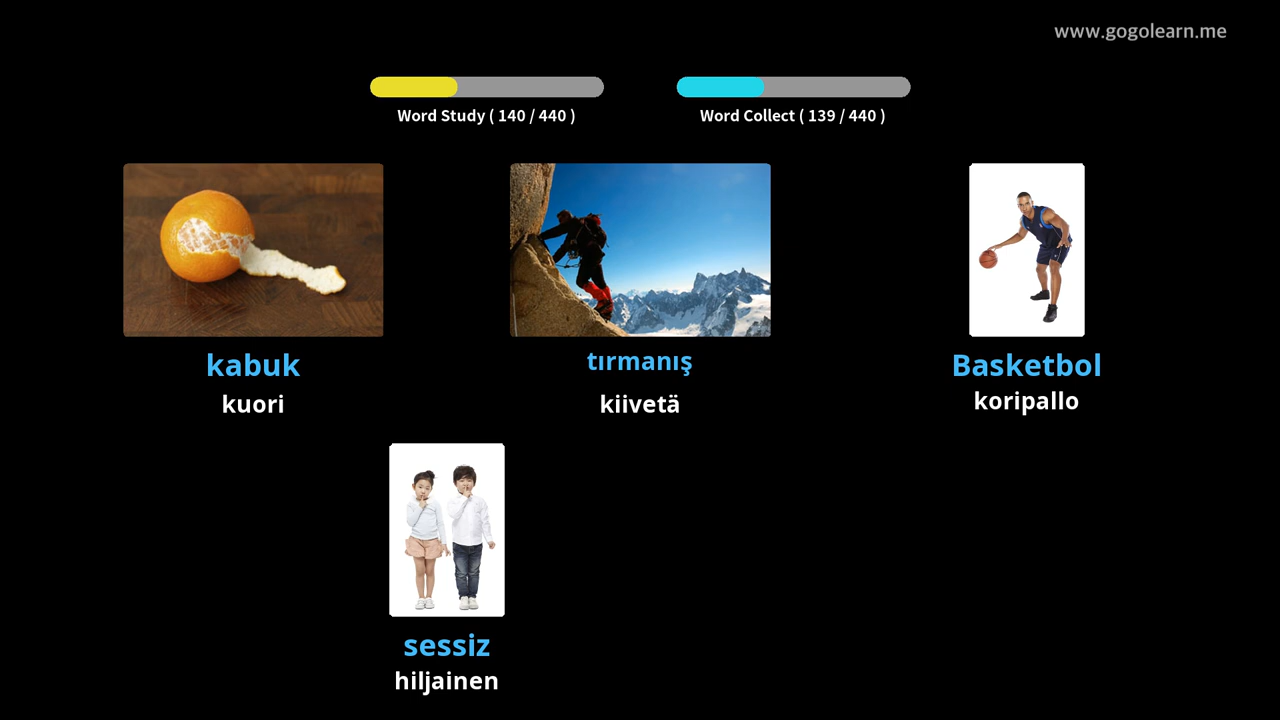 www.gogolearn.me
Word Study ( 140 / 440 )
Word Collect ( 139 / 440 )
kabuk
kuori
tırmanış
kiivetä
Basketbol
koripallo
sessiz
hiljainen